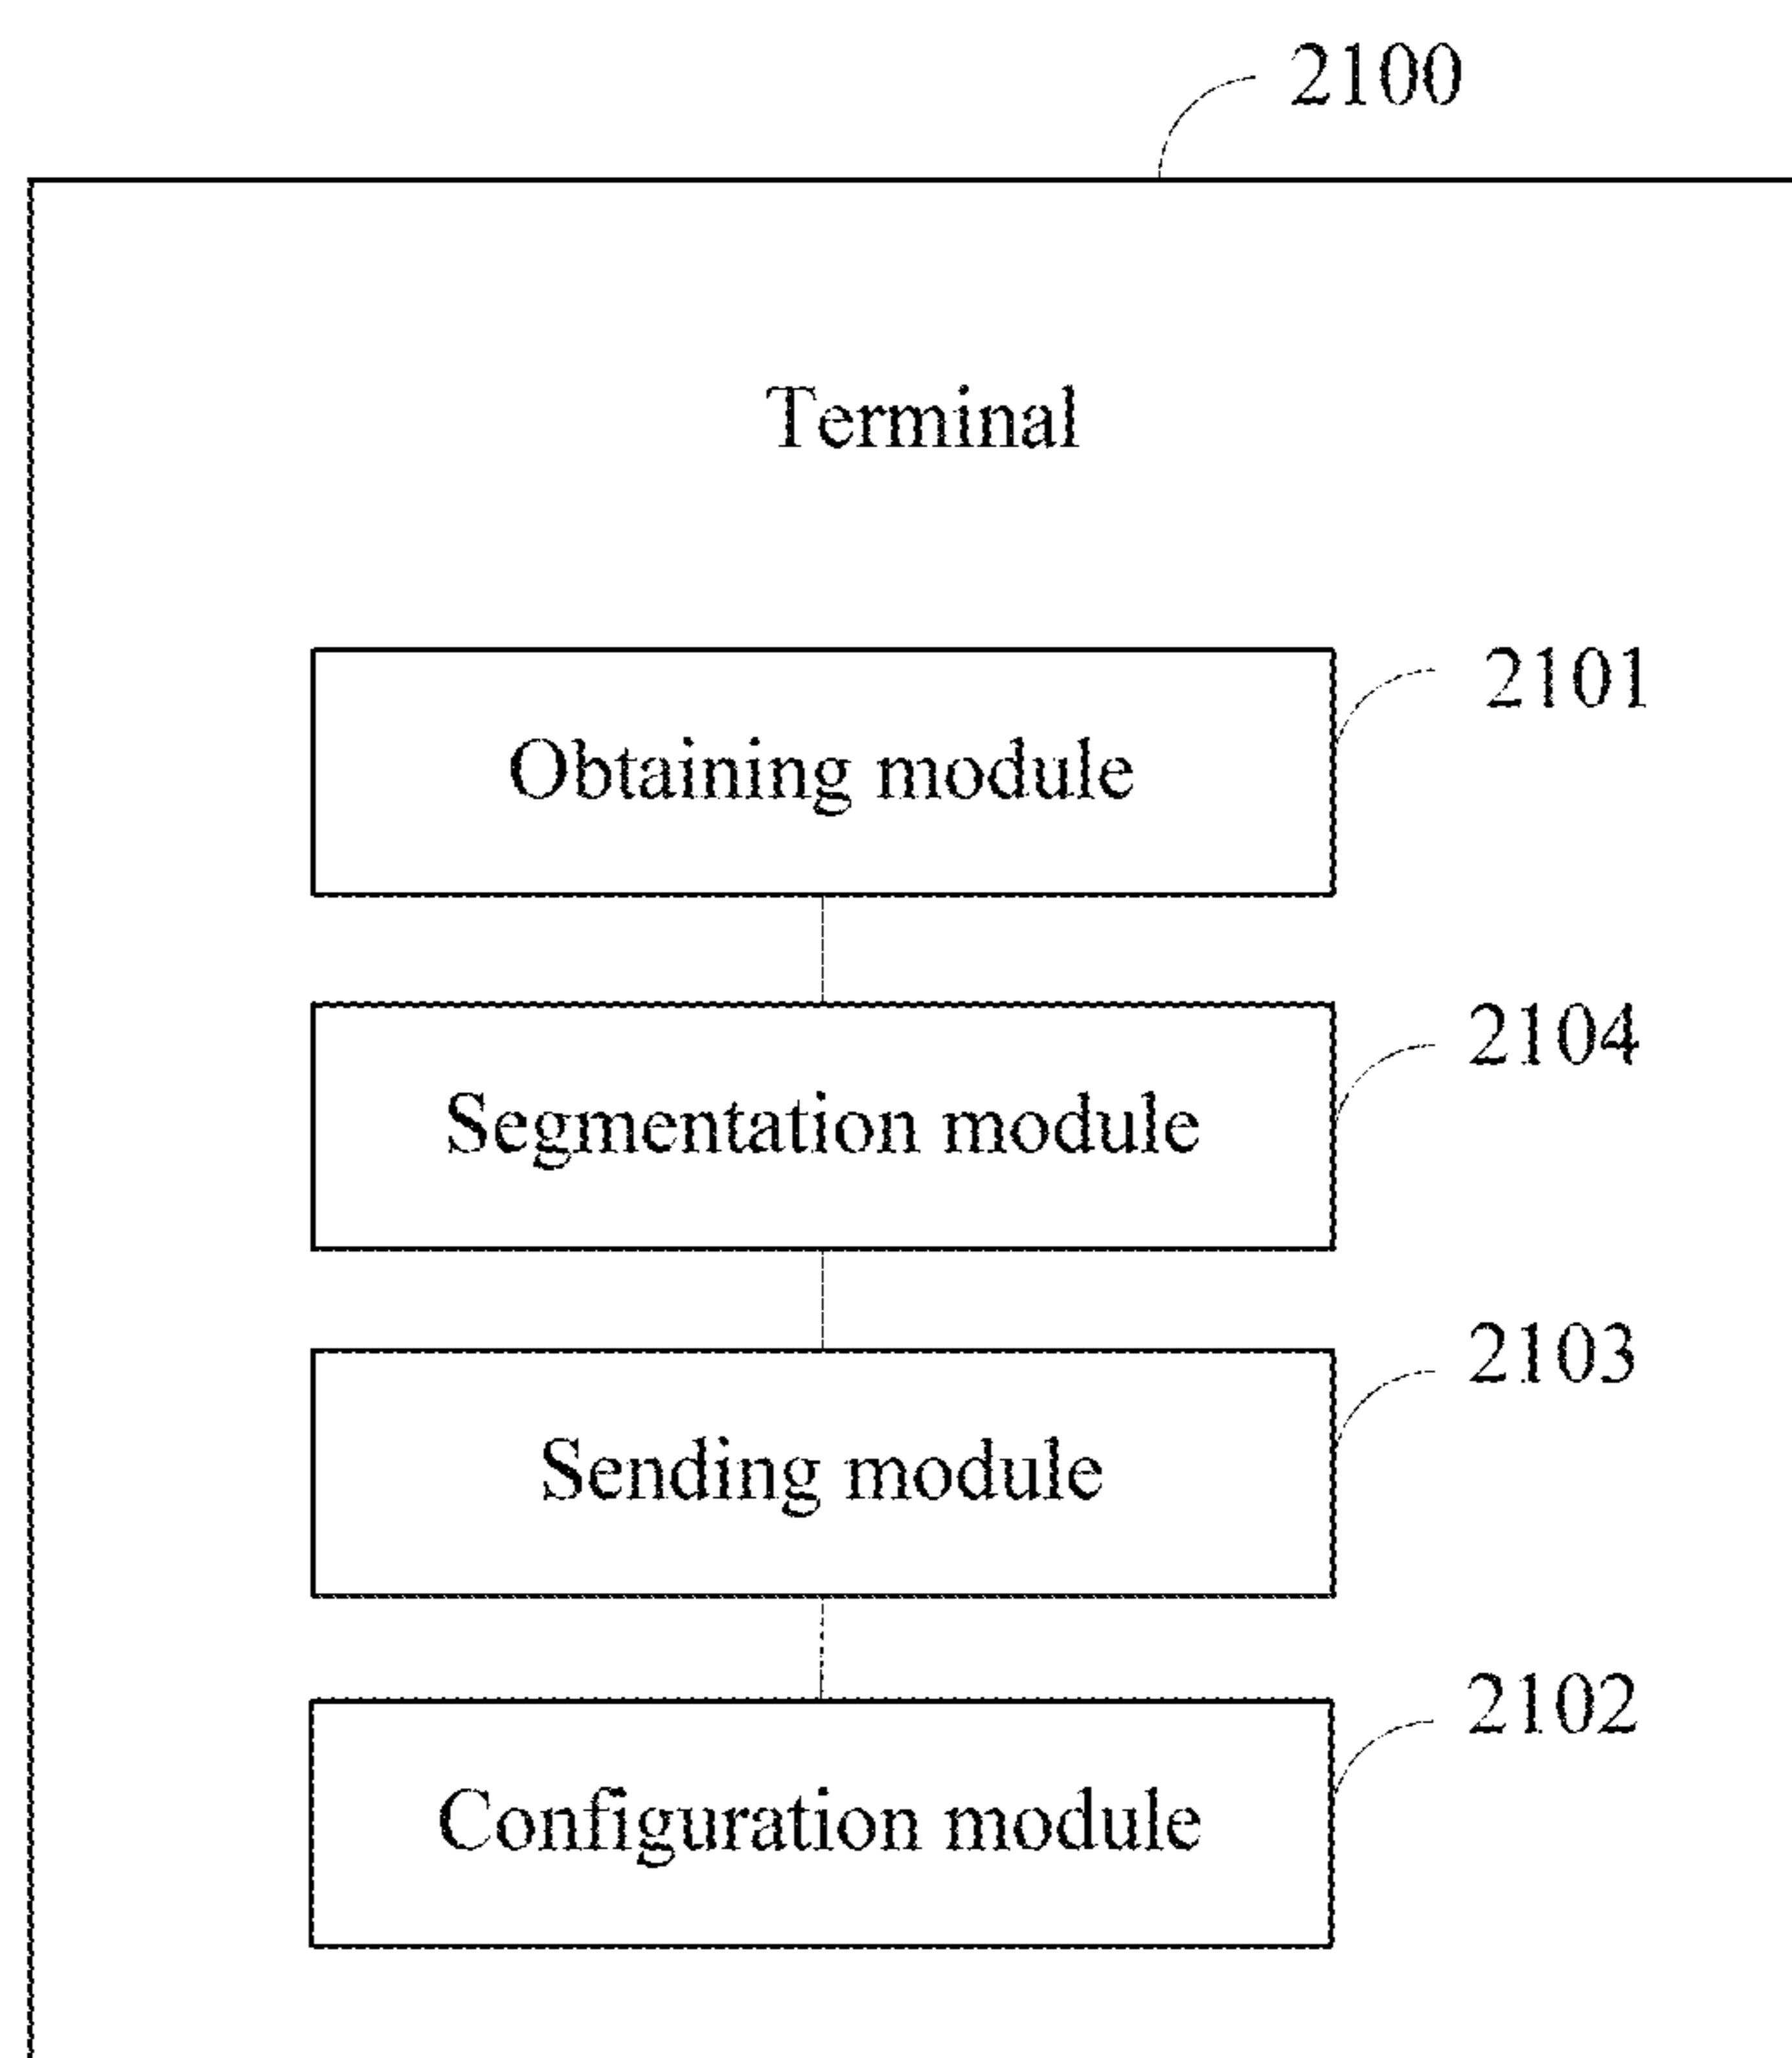 2100
Terminal
Obtaining module
2101
Segmentation module
2104
Sending module
2103
Configuration module
2102